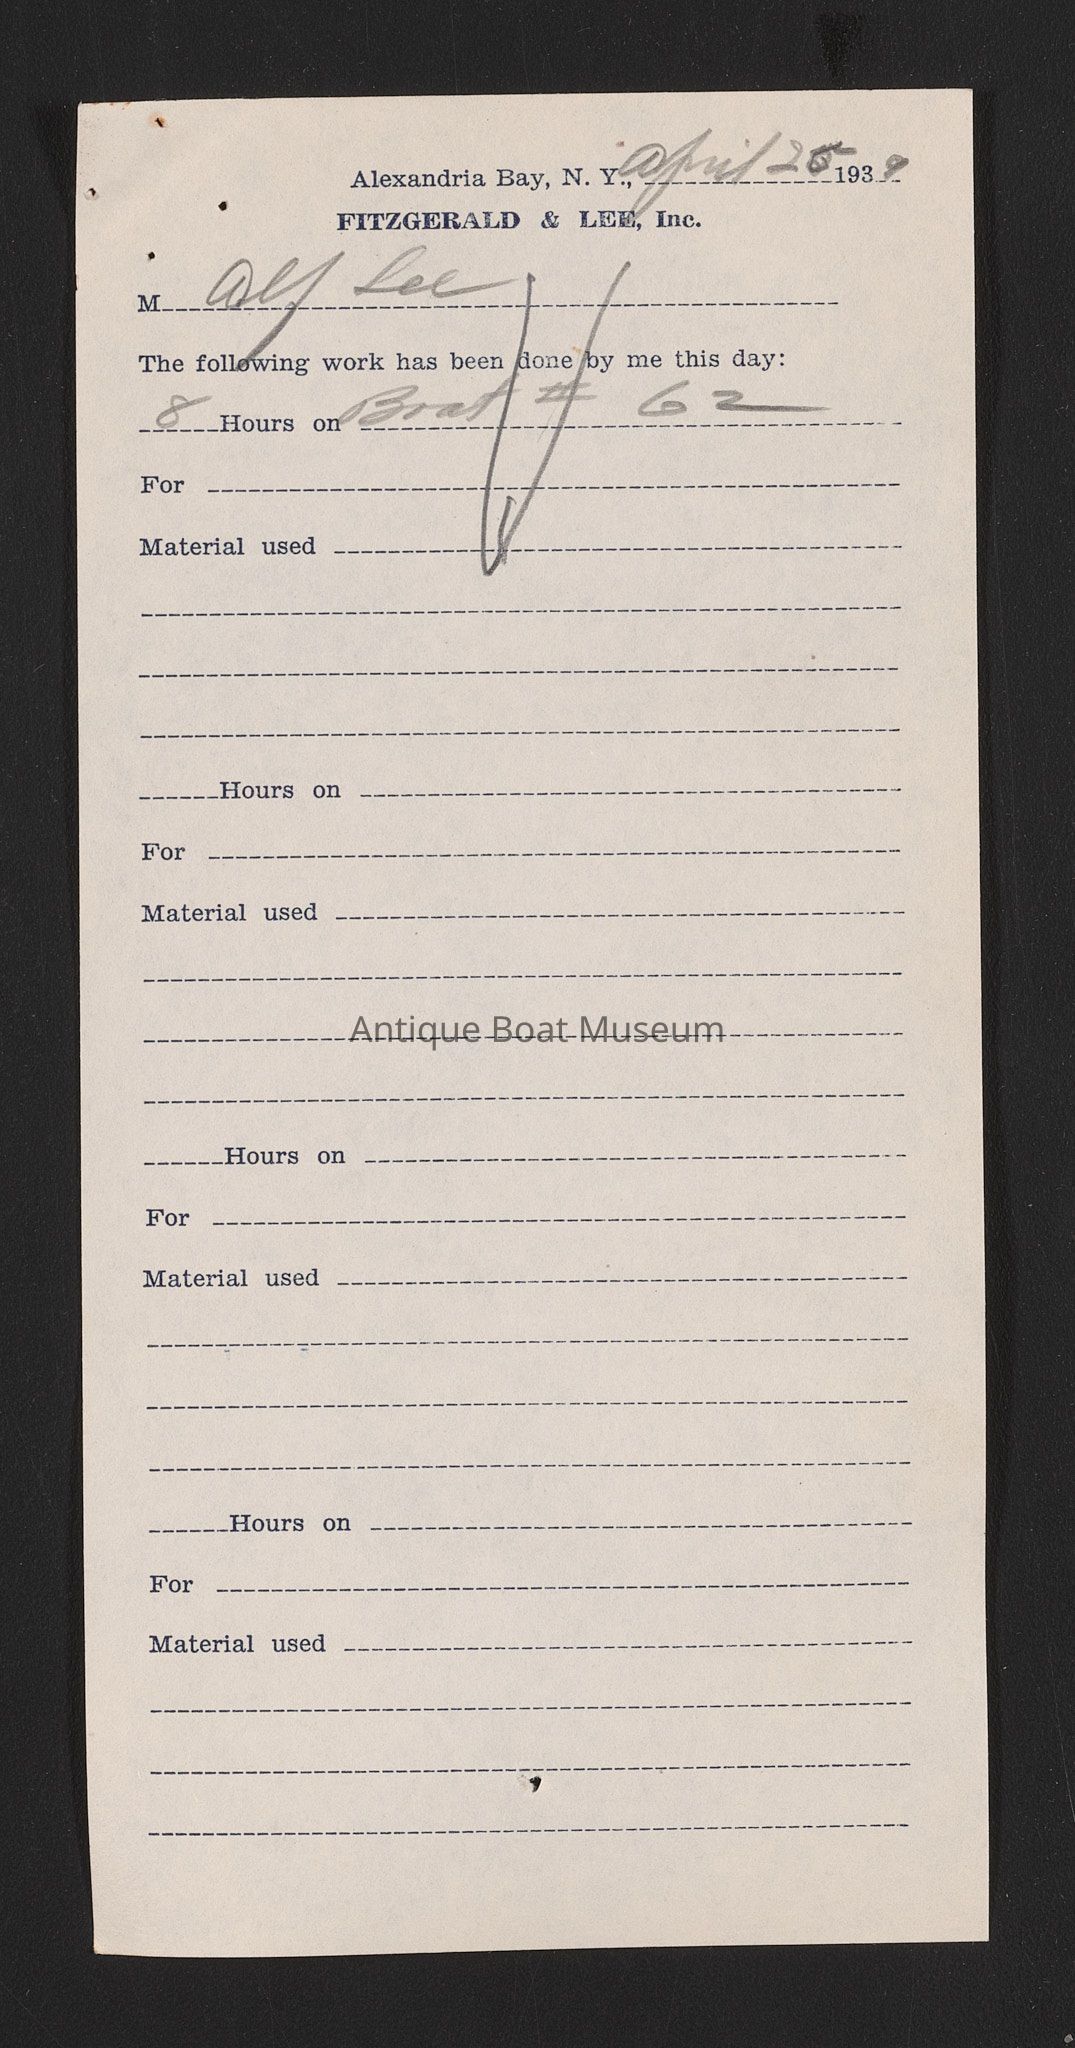 Alexandria Bay, N. Y., April 25 1939
FITZGERALD & LEE, Inc.
M Alf Lee
The following work has been done by me this day:
8 Hours on Boat # 62
For
Material used
Hours on
For
Material used
Antique Boat Museum
Hours on
For
Material used
Hours on
For
Material used